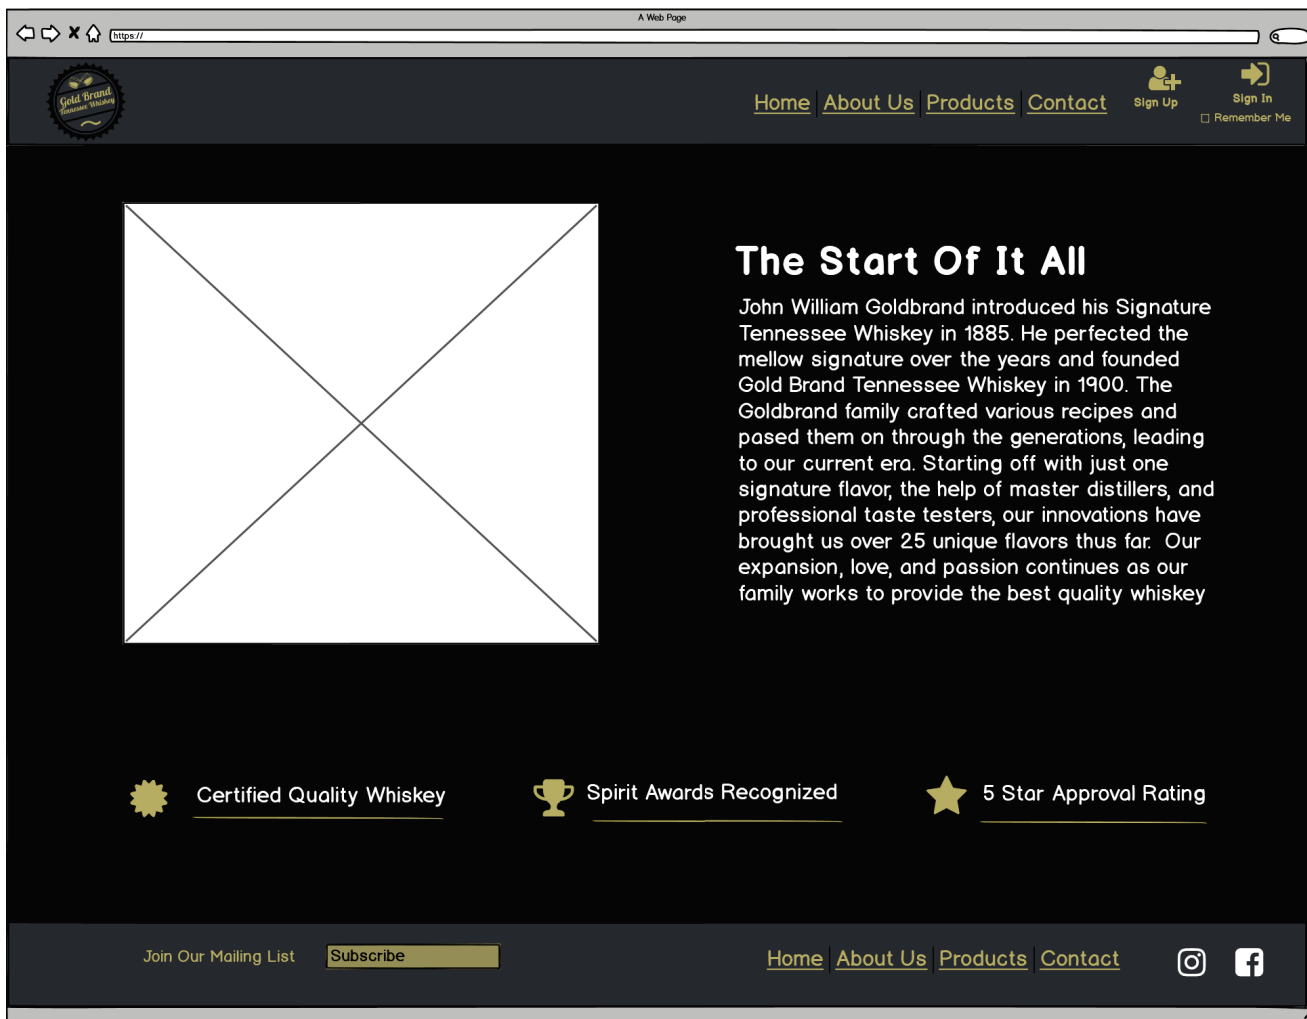 A Web Page
https://
Gold Brand
Tennessee Whiskey
Home About Us Products Contact
Sign Up
Sign In
Remember Me
The Start Of It All
John William Goldbrand introduced his Signature
Tennessee Whiskey in 1885. He perfected the
mellow signature over the years and founded
Gold Brand Tennessee Whiskey in 1900. The
Goldbrand family crafted various recipes and
pased them on through the generations, leading
to our current era. Starting off with just one
signature flavor, the help of master distillers, and
professional taste testers, our innovations have
brought us over 25 unique flavors thus far. Our
expansion, love, and passion continues as our
family works to provide the best quality whiskey
Certified Quality Whiskey
Spirit Awards Recognized
5 Star Approval Rating
Join Our Mailing List
Subscribe
Home About Us Products Contact